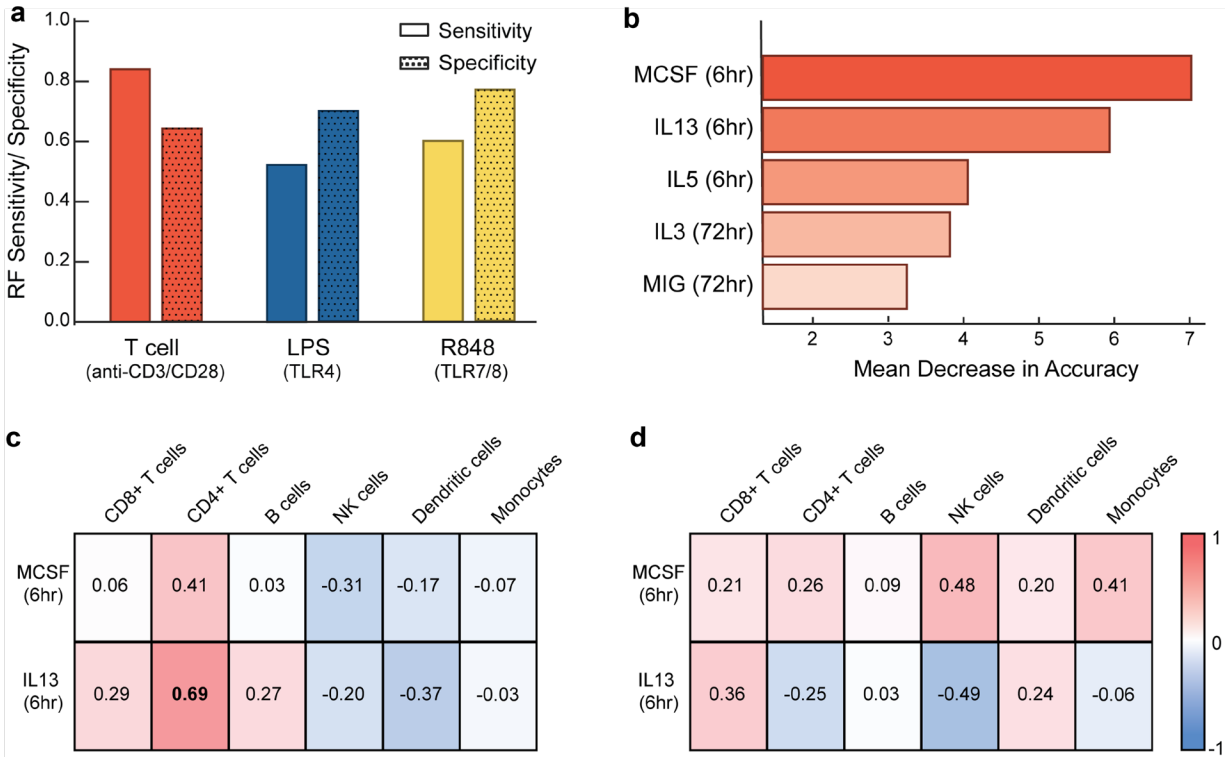 a
RF Sensitivity/ Specificity
1.0
0.8
0.6
0.4
0.2
0.0
Sensitivity
Specificity
T cell
(anti-CD3/CD28)
LPS
(TLR4)
R848
(TLR7/8)
b
MCSF (6hr)
IL13 (6hr)
IL5 (6hr)
IL3 (72hr)
MIG (72hr)
2 3 4 5 6 7
Mean Decrease in Accuracy
c
CD8+ T cells
CD4+ T cells
B cells
NK cells
Dendritic cells
Monocytes
MCSF
(6hr)
0.06 0.41 0.03 -0.31 -0.17 -0.07
IL13
(6hr)
0.29 0.69 0.27 -0.20 -0.37 -0.03
d
CD8+ T cells
CD4+ T cells
B cells
NK cells
Dendritic cells
Monocytes
MCSF
(6hr)
0.21 0.26 0.09 0.48 0.20 0.41
IL13
(6hr)
0.36 -0.25 0.03 -0.49 0.24 -0.06
1
0
-1